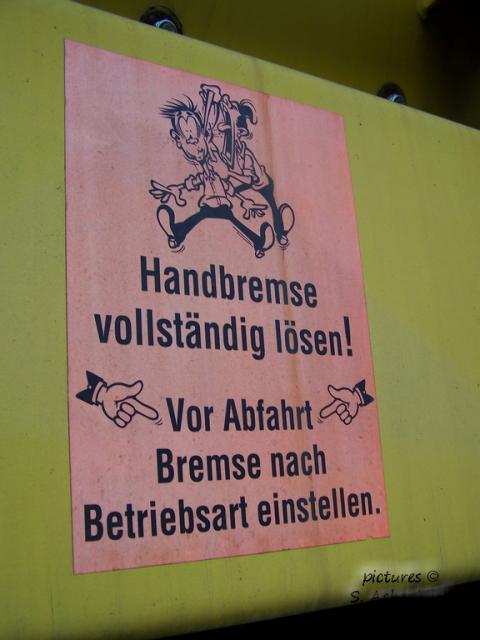 Handbremse
vollständig lösen!
Vor Abfahrt
Bremse nach
Betriebsart einstellen.
pictures ©
S.